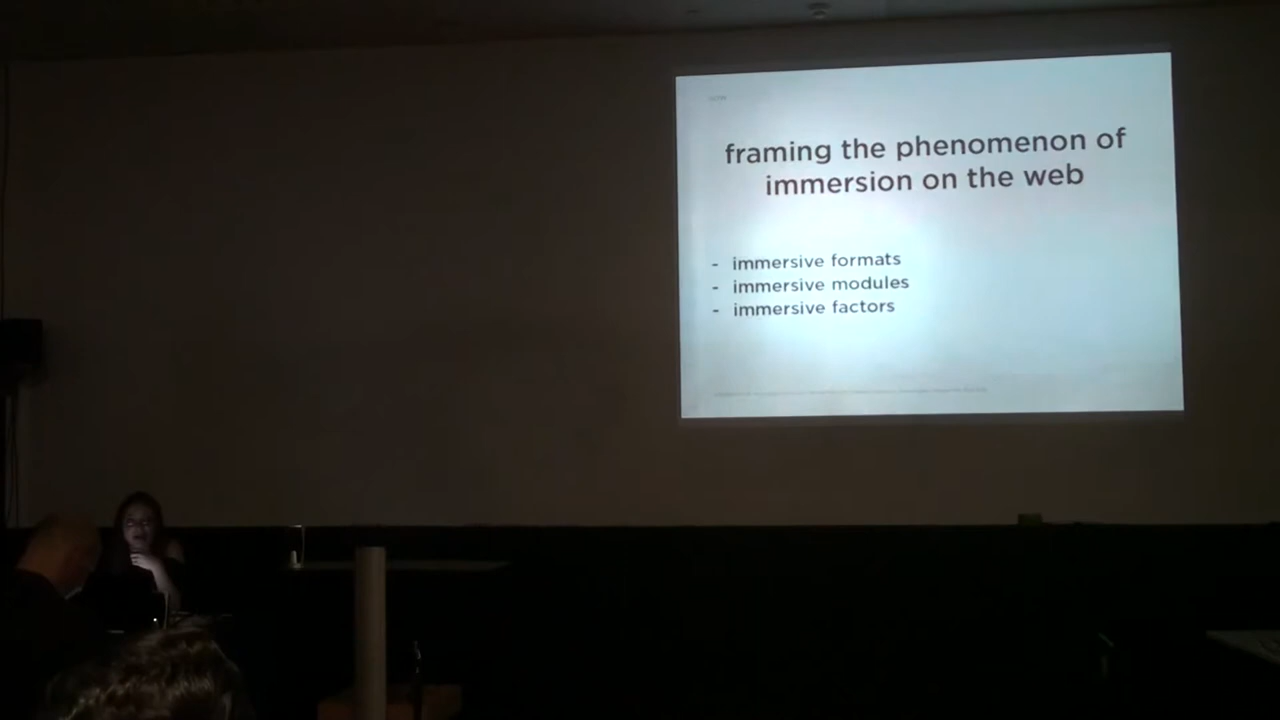 framing the phenomenon of
immersion on the web
- immersive formats
- immersive modules
- immersive factors